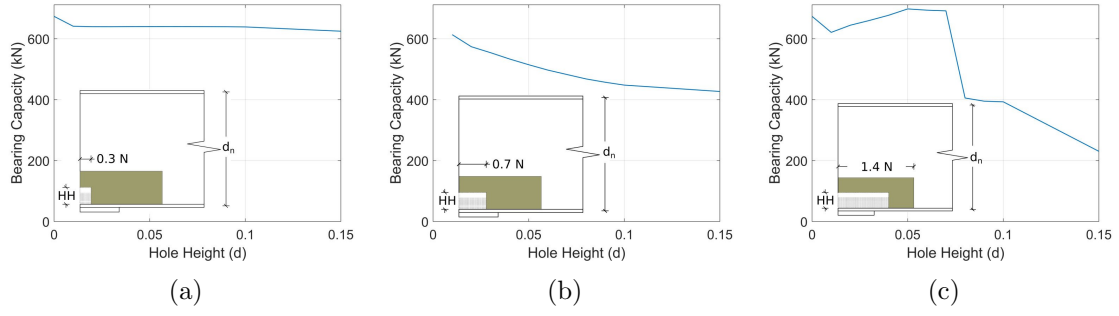 Bearing Capacity (kN)
600
400
200
0
0.3 N
HH
dn
0
0.05
0.1
0.15
Hole Height (d)
(a)
Bearing Capacity (kN)
600
400
200
0
0.7 N
HH
dn
0
0.05
0.1
0.15
Hole Height (d)
(b)
Bearing Capacity (kN)
600
400
200
0
1.4 N
HH
dn
0
0.05
0.1
0.15
Hole Height (d)
(c)